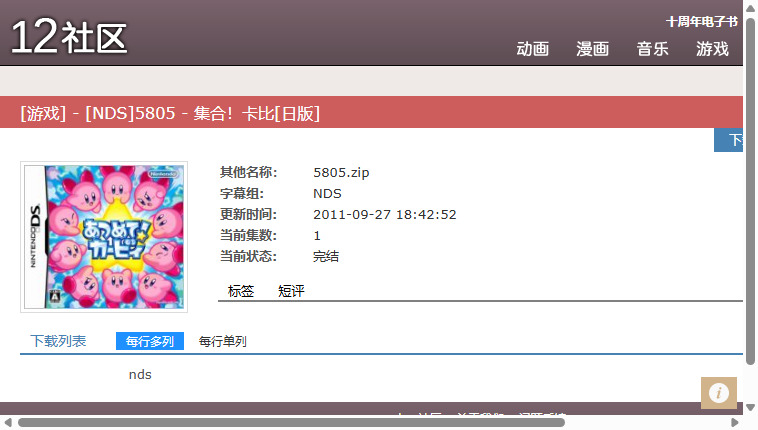 12社区
十周年电子书
动画 漫画 音乐 游戏
[游戏] - [NDS]5805 - 集合！卡比[日版]
其他名称： 5805.zip
字幕组： NDS
更新时间： 2011-09-27 18:42:52
当前集数： 1
当前状态： 完结
Nintendo
NINTENDO DS
あつめて!
カービィ
A
标签 短评
下载列表 每行多列 每行单列
nds